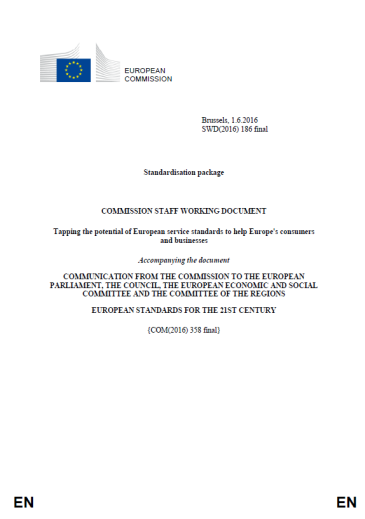 EUROPEAN
COMMISSION
Brussels, 1.6.2016
SWD(2016) 186 final
Standardisation package
COMMISSION STAFF WORKING DOCUMENT
Tapping the potential of European service standards to help Europe's consumers
and businesses
Accompanying the document
COMMUNICATION FROM THE COMMISSION TO THE EUROPEAN
PARLIAMENT, THE COUNCIL, THE EUROPEAN ECONOMIC AND SOCIAL
COMMITTEE AND THE COMMITTEE OF THE REGIONS
EUROPEAN STANDARDS FOR THE 21ST CENTURY
{COM(2016) 358 final}
EN EN